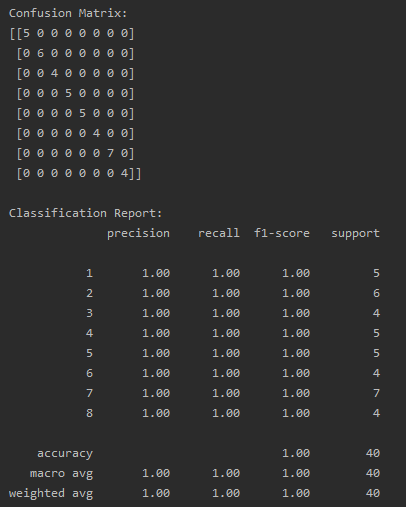 Confusion Matrix:
[[5 0 0 0 0 0 0 0]
 [0 6 0 0 0 0 0 0]
 [0 0 4 0 0 0 0 0]
 [0 0 0 5 0 0 0 0]
 [0 0 0 0 5 0 0 0]
 [0 0 0 0 0 4 0 0]
 [0 0 0 0 0 0 7 0]
 [0 0 0 0 0 0 0 4]]
Classification Report:
              precision    recall  f1-score   support
           1       1.00      1.00      1.00         5
           2       1.00      1.00      1.00         6
           3       1.00      1.00      1.00         4
           4       1.00      1.00      1.00         5
           5       1.00      1.00      1.00         5
           6       1.00      1.00      1.00         4
           7       1.00      1.00      1.00         7
           8       1.00      1.00      1.00         4
    accuracy                           1.00        40
   macro avg       1.00      1.00      1.00        40
weighted avg       1.00      1.00      1.00        40